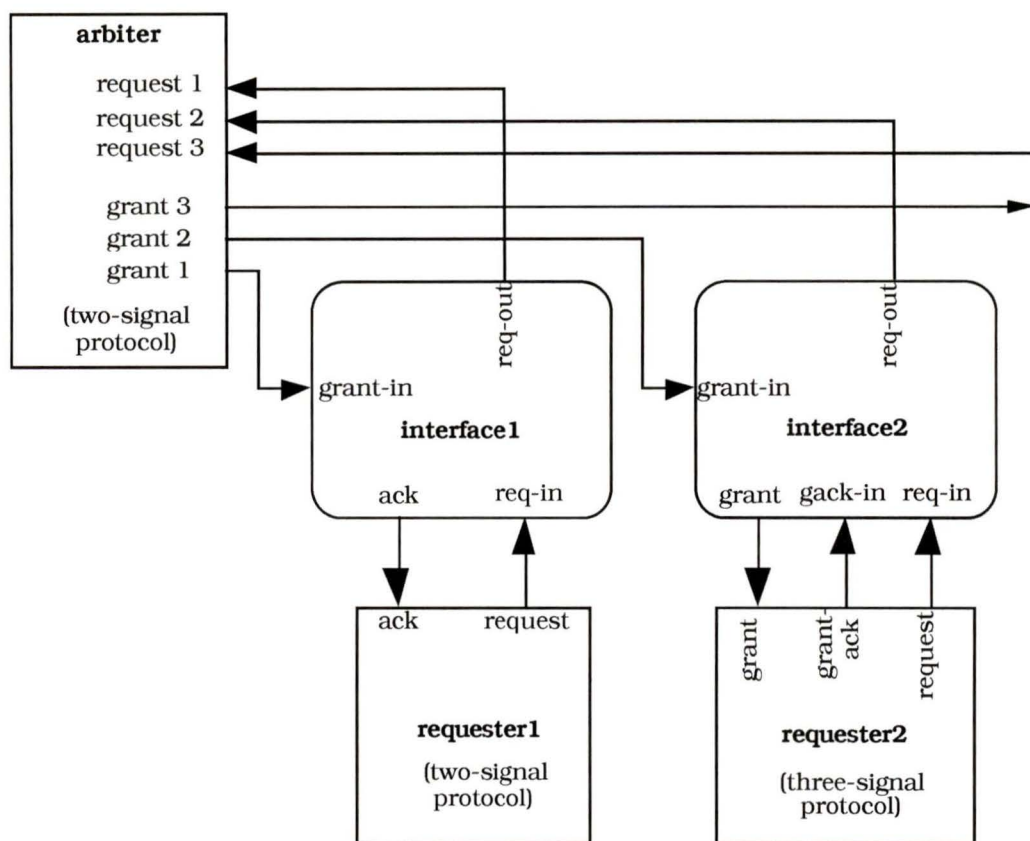 arbiter
request 1
request 2
request 3
grant 3
grant 2
grant 1
(two-signal
protocol)
req-out
grant-in
interface1
ack
req-in
req-out
grant-in
interface2
grant
gack-in
req-in
ack
request
requester1
(two-signal
protocol)
grant
grant-
ack
request
requester2
(three-signal
protocol)